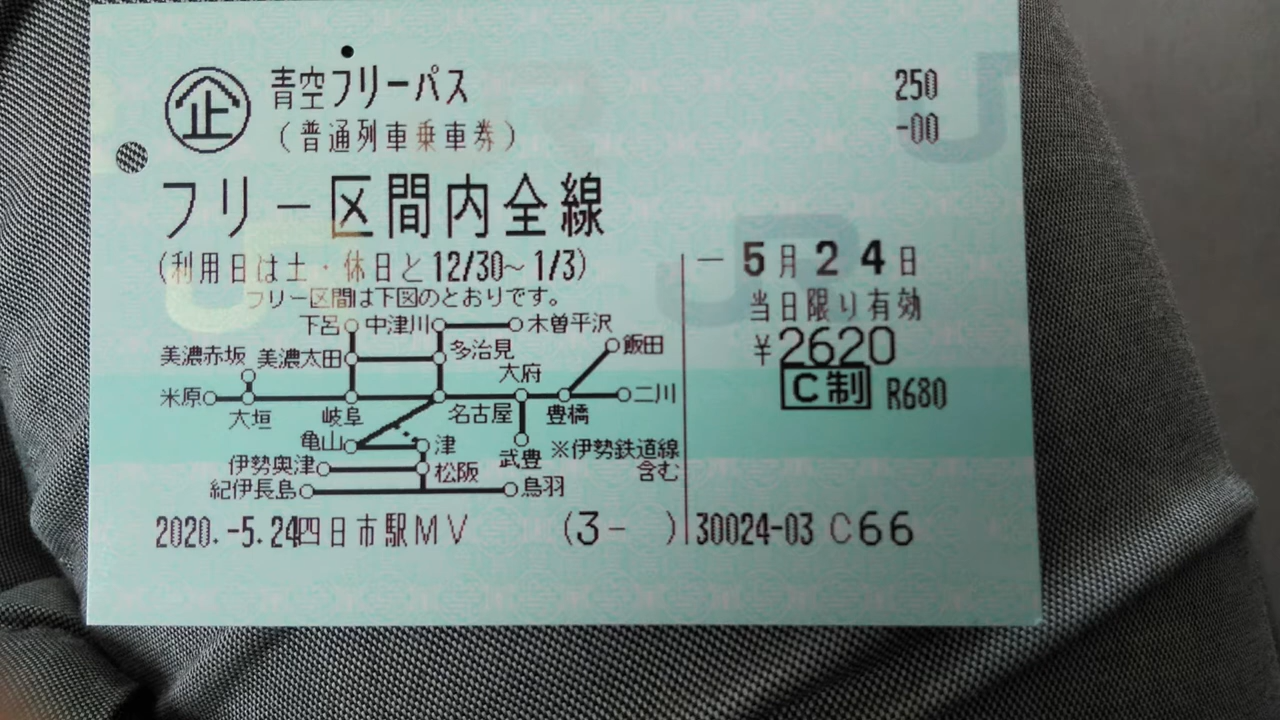 企 青空フリーパス 250
(普通列車乗車券) -00
フリー区間内全線
(利用日は土・休日と12/30~1/3)
フリー区間は下図のとおりです。
-5月24日
当日限り有効
¥2620
C制 R680
下呂 中津川 木曽平沢
美濃赤坂 美濃太田 多治見 飯田
大府
米原 二川
大垣 岐阜 名古屋 豊橋
亀山 津 武豊 ※伊勢鉄道線
含む
伊勢奥津 松阪
紀伊長島 鳥羽
2020.-5.24四日市駅MV (3- ) 30024-03 C66